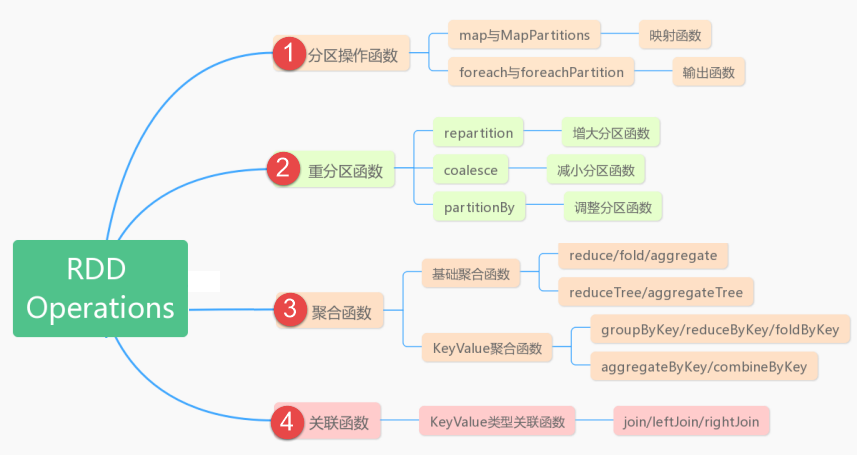 RDD
Operations
1
分区操作函数
map与MapPartitions
映射函数
foreach与foreachPartition
输出函数
2
重分区函数
repartition
增大分区函数
coalesce
减小分区函数
partitionBy
调整分区函数
3
聚合函数
基础聚合函数
reduce/fold/aggregate
reduceTree/aggregateTree
KeyValue聚合函数
groupByKey/reduceByKey/foldByKey
aggregateByKey/combineByKey
4
关联函数
KeyValue类型关联函数
join/leftJoin/rightJoin